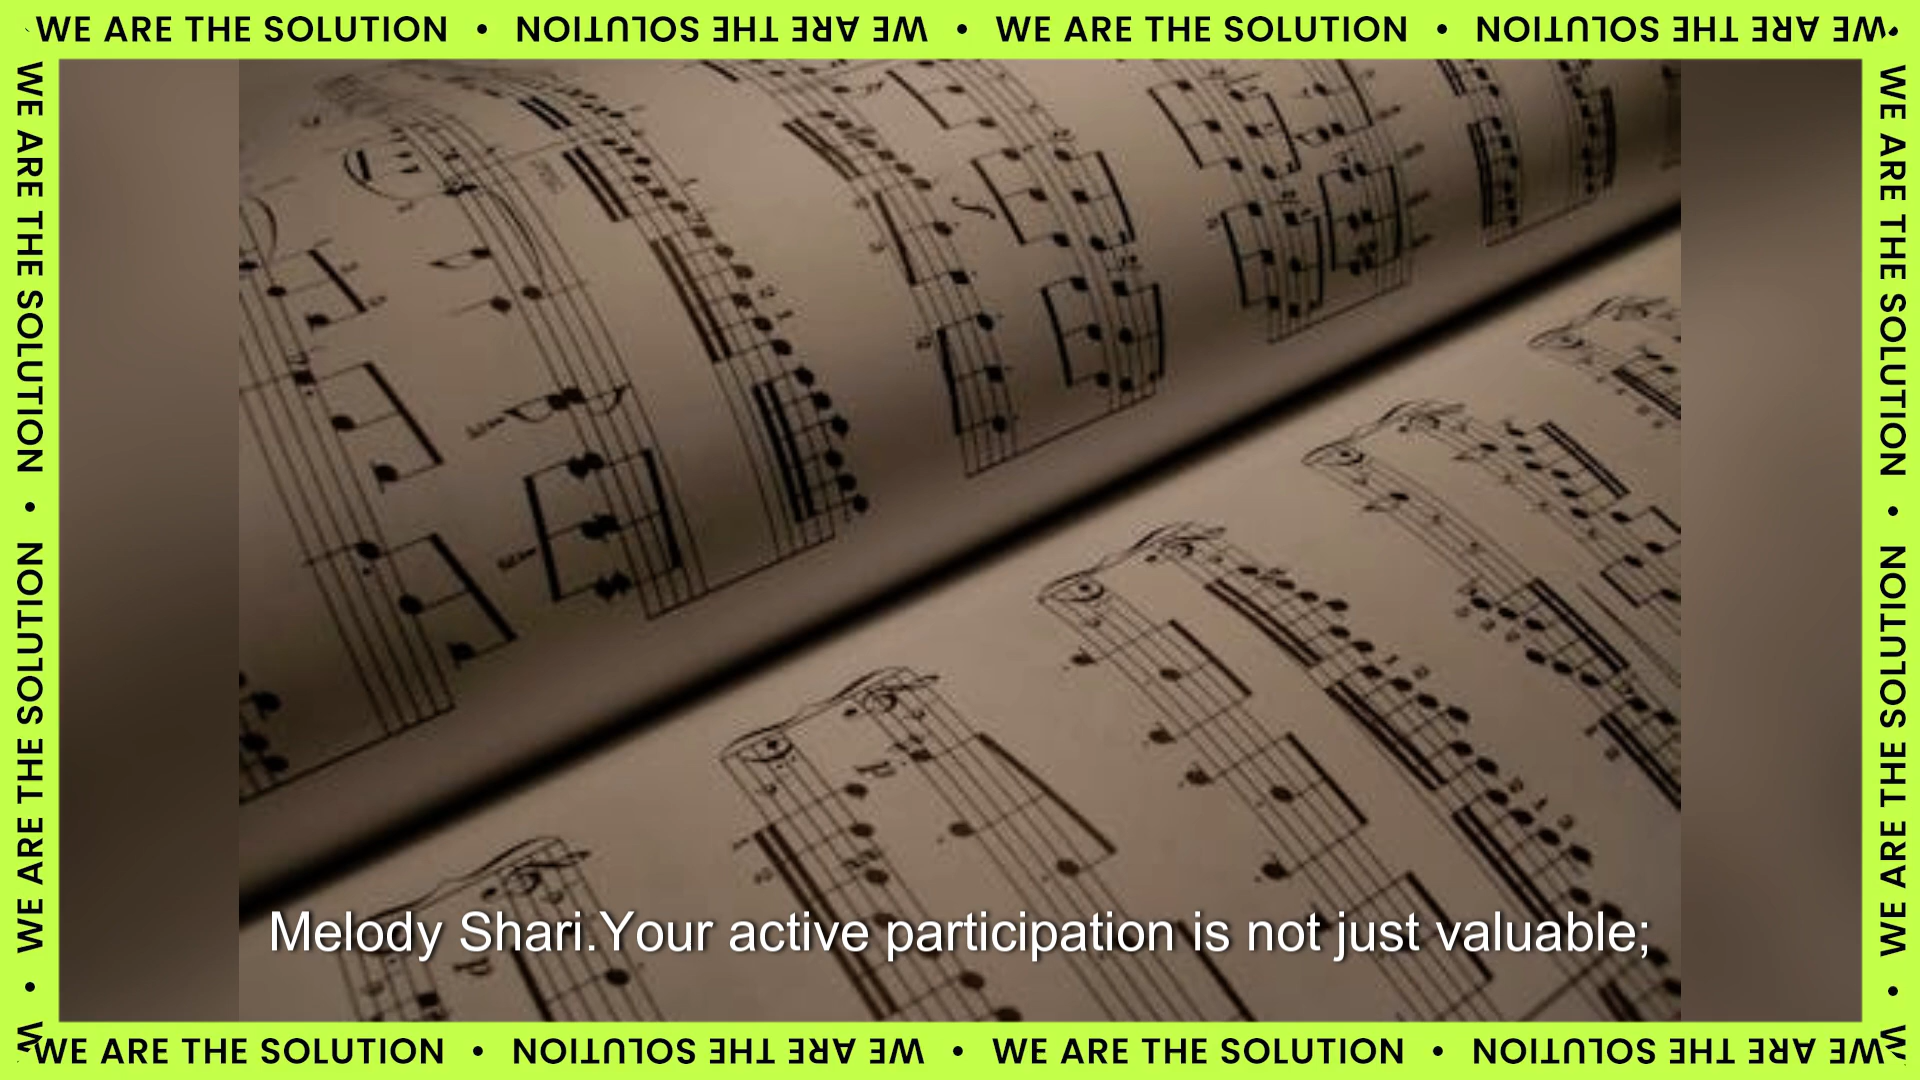 WE ARE THE SOLUTION • WE ARE THE SOLUTION • WE ARE THE SOLUTION • WE ARE THE SOLUTION
WE ARE THE SOLUTION • WE ARE THE SOLUTION •
WE ARE THE SOLUTION • WE ARE THE SOLUTION •
Melody Shari.Your active participation is not just valuable;
WE ARE THE SOLUTION • WE ARE THE SOLUTION • WE ARE THE SOLUTION • WE ARE THE SOLUTION